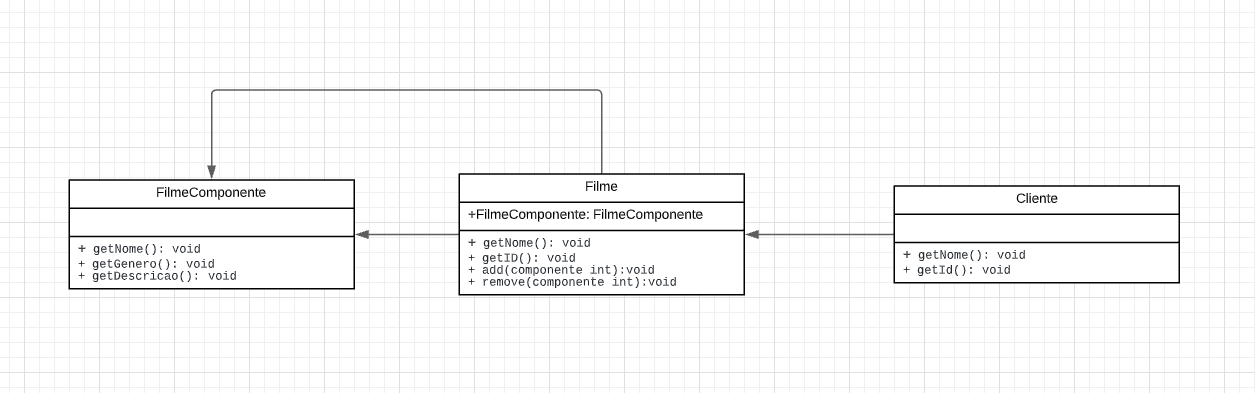 FilmeComponente
+ getNome(): void
+ getGenero(): void
+ getDescricao(): void
Filme
+FilmeComponente: FilmeComponente
+ getNome(): void
+ getID(): void
+ add(componente int):void
+ remove(componente int):void
Cliente
+ getNome(): void
+ getId(): void